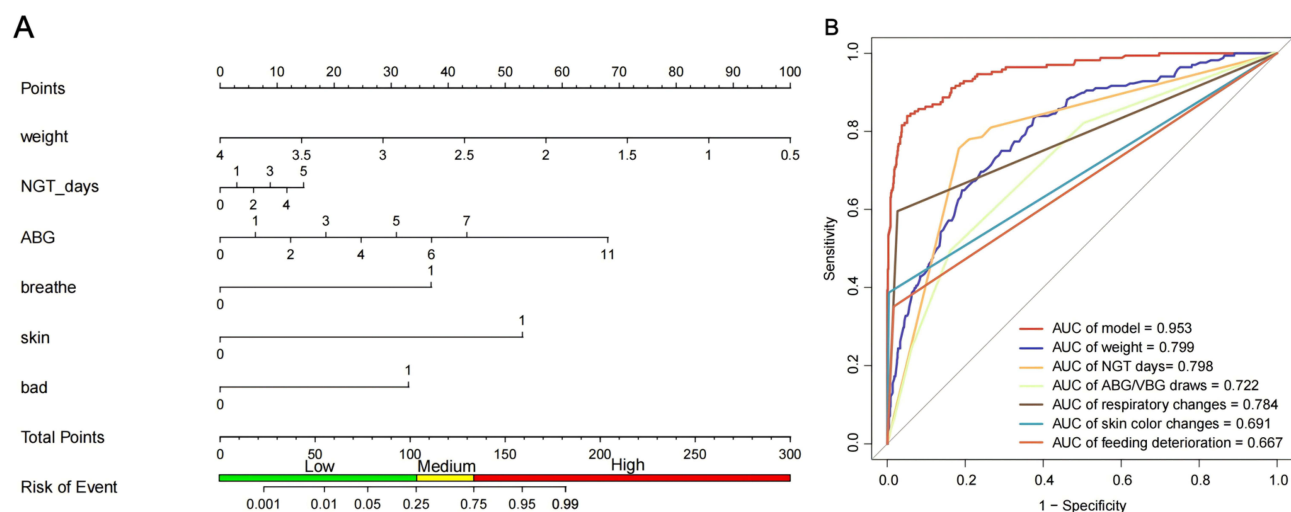 A
0 10 20 30 40 50 60 70 80 90 100
Points
weight
4 3.5 3 2.5 2 1.5 1 0.5
1 3 5
NGT_days
0 2 4
1 3 5 7
ABG
0 2 4 6 11
1
breathe
0
1
skin
0
1
bad
0
Total Points
0 50 100 150 200 250 300
Low Medium High
Risk of Event
0.001 0.01 0.05 0.25 0.75 0.95 0.99
B
1.0
0.8
0.6
0.4
0.2
0.0
Sensitivity
AUC of model = 0.953
AUC of weight = 0.799
AUC of NGT days= 0.798
AUC of ABG/VBG draws = 0.722
AUC of respiratory changes = 0.784
AUC of skin color changes = 0.691
AUC of feeding deterioration = 0.667
0.0 0.2 0.4 0.6 0.8 1.0
1 − Specificity